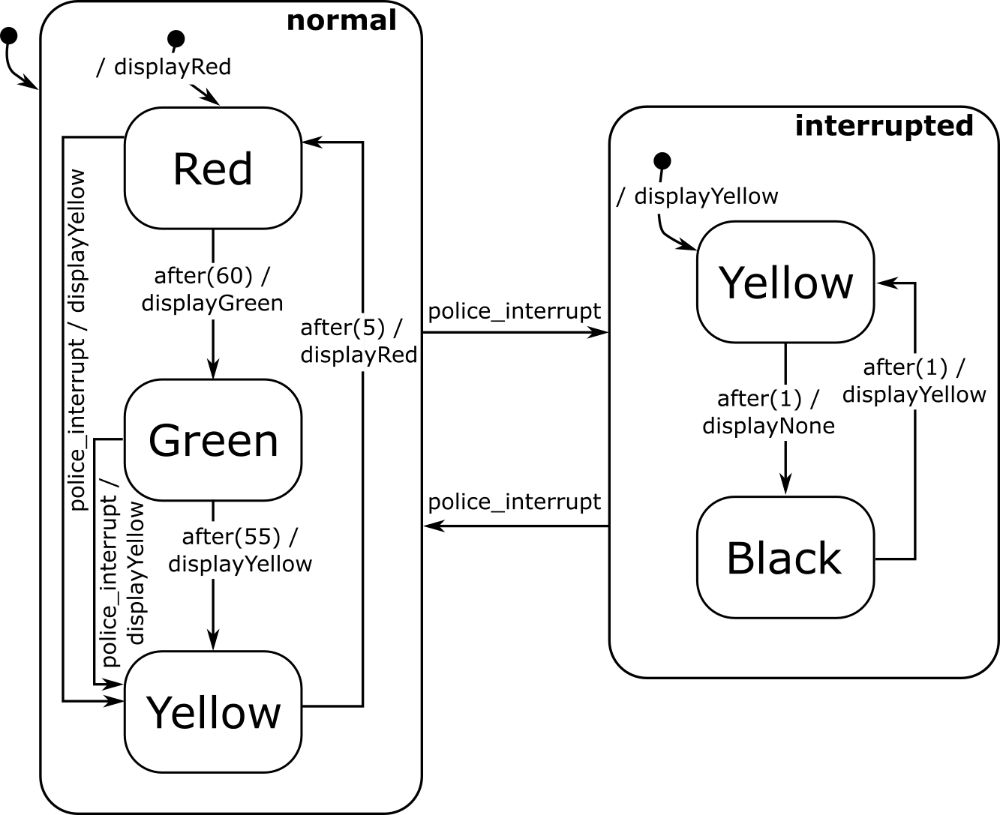 normal
/ displayRed
Red
police_interrupt / displayYellow
after(60) /
displayGreen
after(5) /
displayRed
Green
police_interrupt /
displayYellow
after(55) /
displayYellow
Yellow
police_interrupt
police_interrupt
interrupted
/ displayYellow
Yellow
after(1) /
displayYellow
after(1) /
displayNone
Black